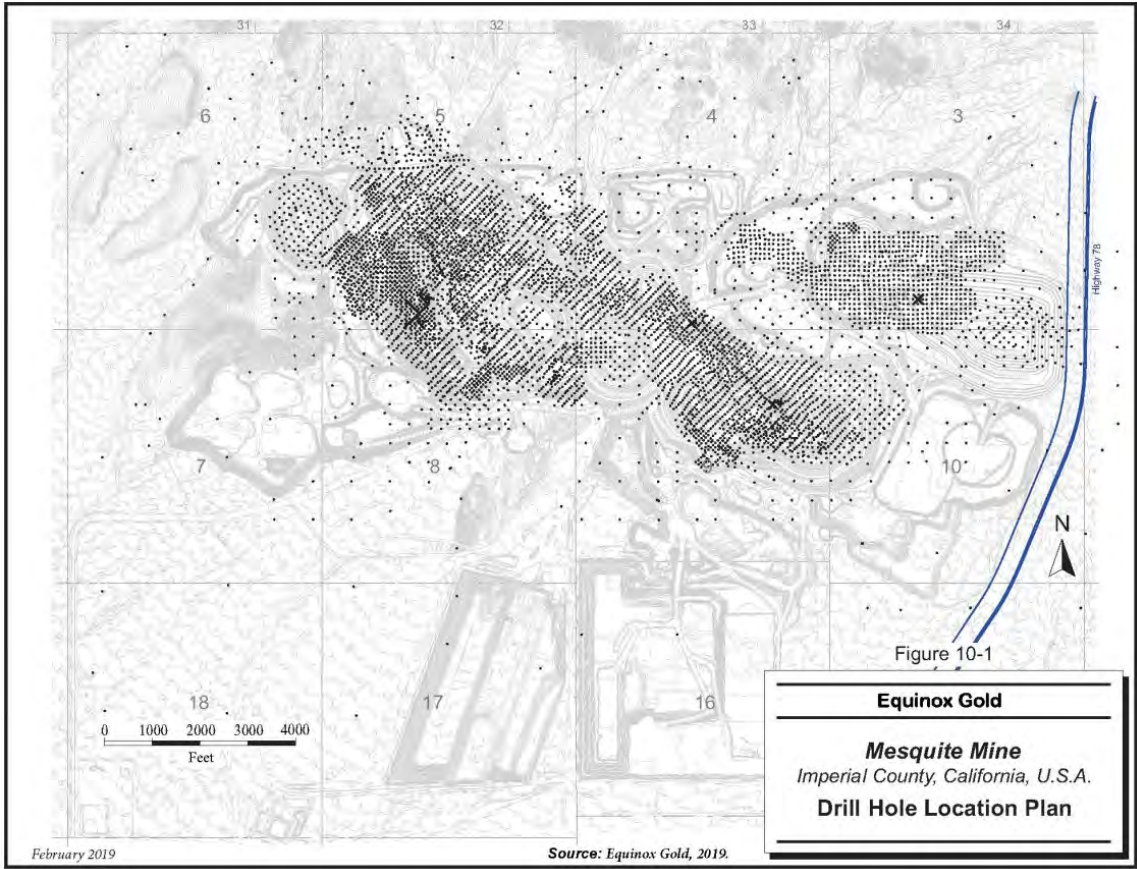 31
32
33
34
6
5
4
3
Highway 78
7
8
10
N
Figure 10-1
18
17
16
0 1000 2000 3000 4000
Feet
Equinox Gold
Mesquite Mine
Imperial County, California, U.S.A.
Drill Hole Location Plan
February 2019
Source: Equinox Gold, 2019.